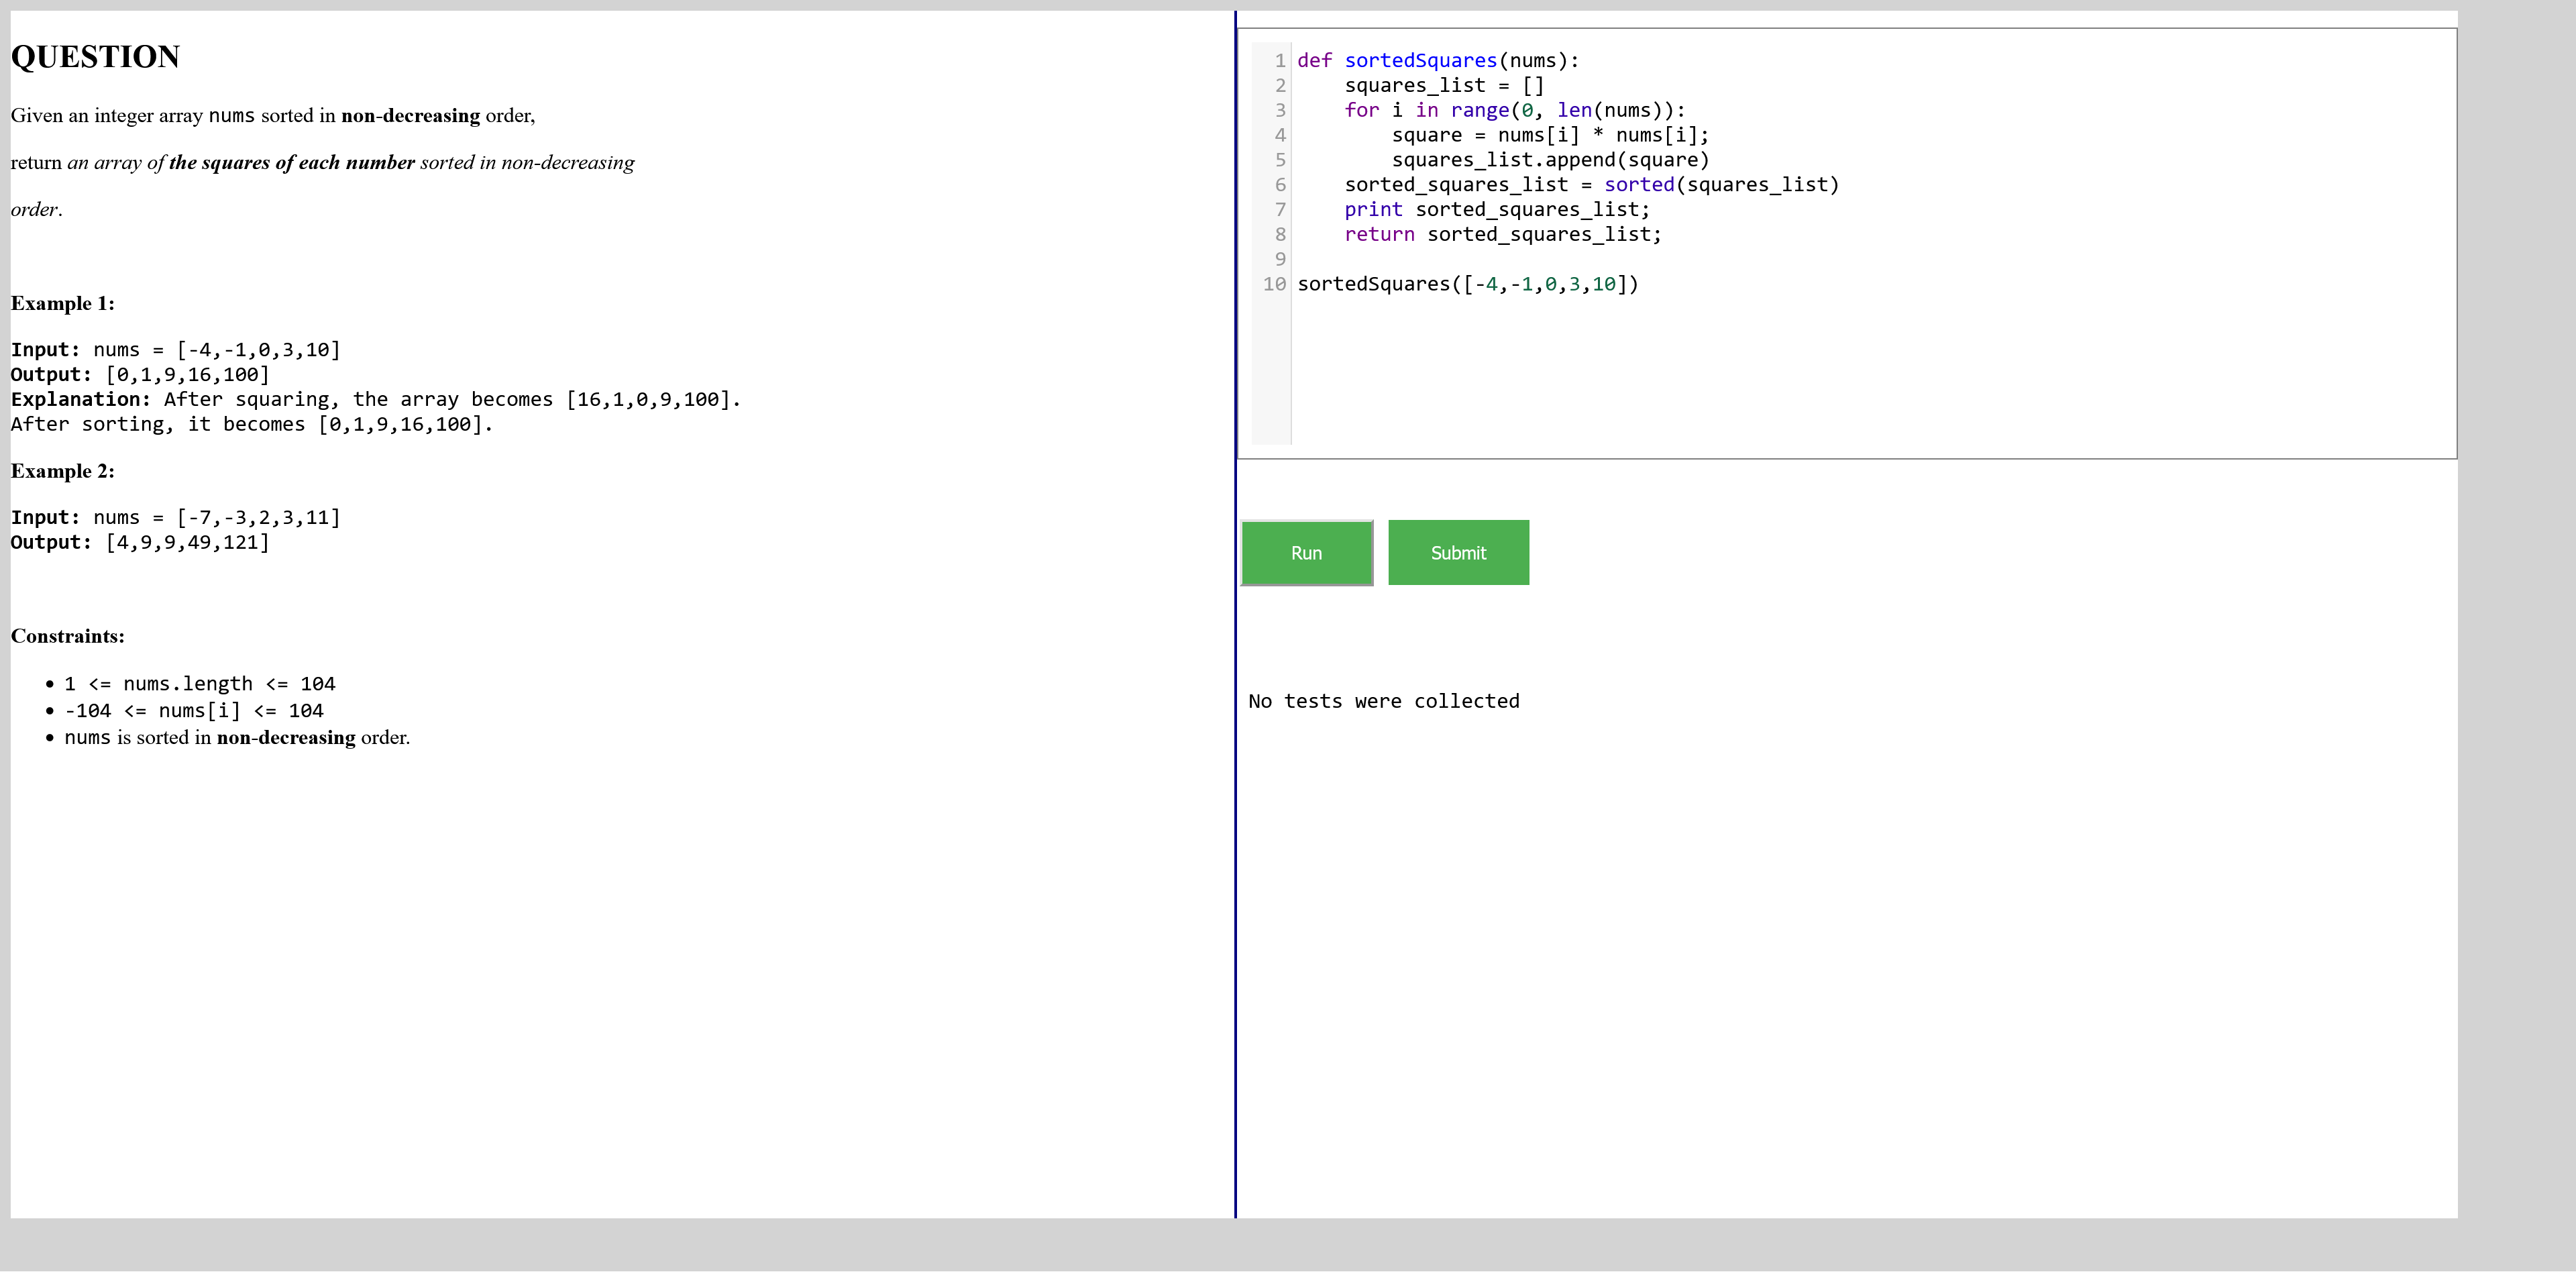 QUESTION
Given an integer array nums sorted in non-decreasing order,
return an array of the squares of each number sorted in non-decreasing
order.
Example 1:
Input: nums = [-4,-1,0,3,10]
Output: [0,1,9,16,100]
Explanation: After squaring, the array becomes [16,1,0,9,100].
After sorting, it becomes [0,1,9,16,100].
Example 2:
Input: nums = [-7,-3,2,3,11]
Output: [4,9,9,49,121]
Constraints:
• 1 <= nums.length <= 104
• -104 <= nums[i] <= 104
• nums is sorted in non-decreasing order.
1 def sortedSquares(nums):
2     squares_list = []
3     for i in range(0, len(nums)):
4         square = nums[i] * nums[i];
5         squares_list.append(square)
6     sorted_squares_list = sorted(squares_list)
7     print sorted_squares_list;
8     return sorted_squares_list;
9
10 sortedSquares([-4,-1,0,3,10])
Run Submit
No tests were collected